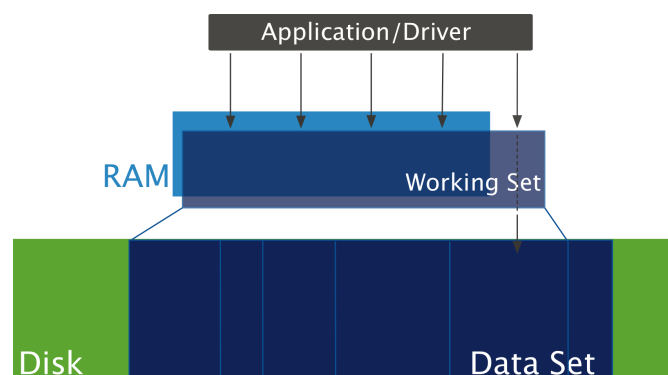 Application/Driver
RAM
Working Set
Disk
Data Set